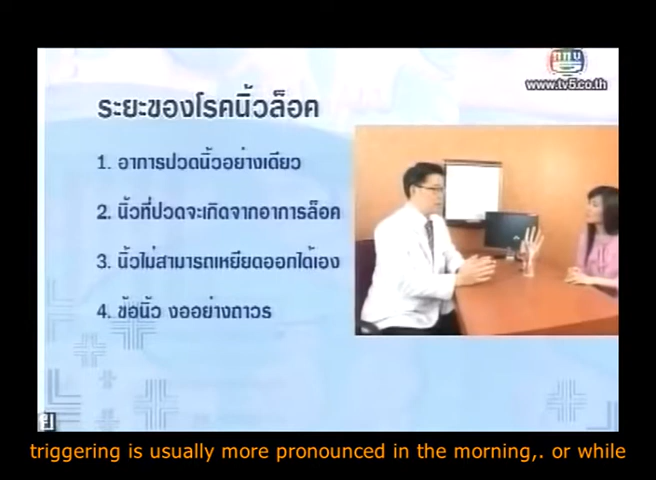 ททบ
www.tv5.co.th
ระยะของโรคนิ้วล็อค
1. อาการปวดนิ้วอย่างเดียว
2. นิ้วที่ปวดจะเกิดจากอาการล็อค
3. นิ้วไม่สามารถเหยียดออกได้เอง
4. ข้อนิ้ว งออย่างถาวร
triggering is usually more pronounced in the morning,. or while